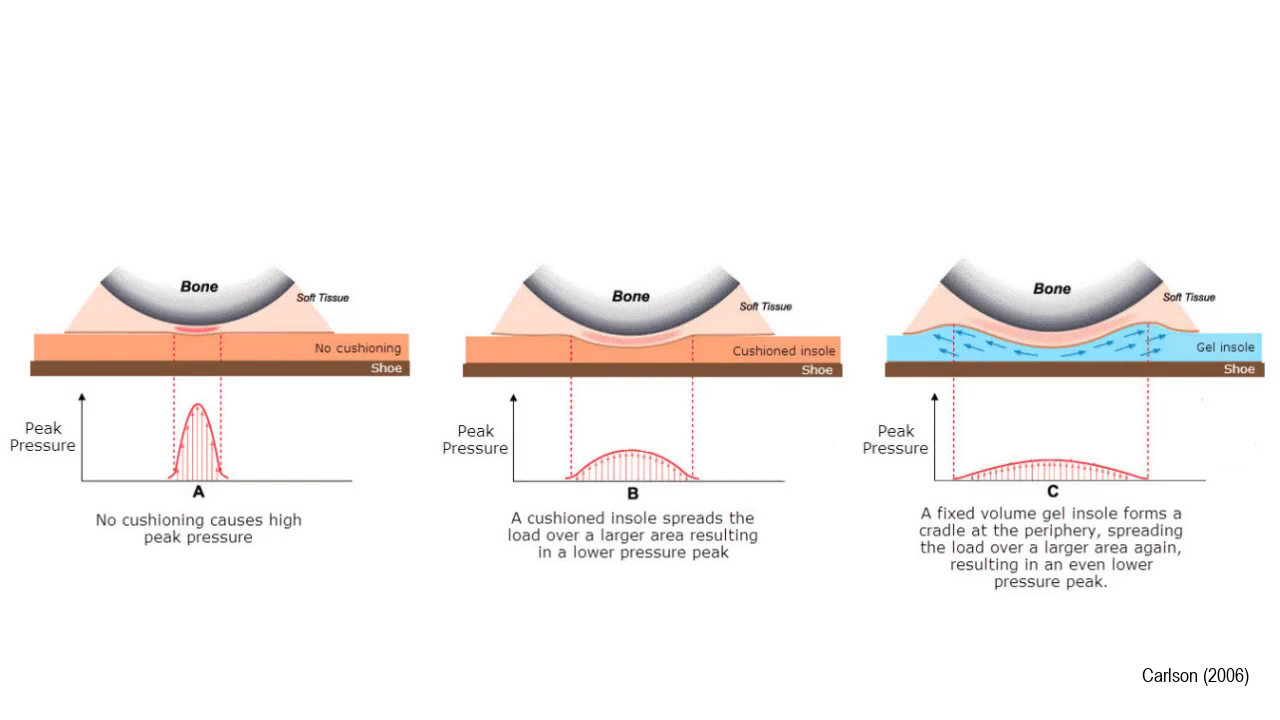 Bone
Soft Tissue
No cushioning
Shoe
Peak
Pressure
A
No cushioning causes high
peak pressure
Bone
Soft Tissue
Cushioned insole
Shoe
Peak
Pressure
B
A cushioned insole spreads the
load over a larger area resulting
in a lower pressure peak
Bone
Soft Tissue
Gel insole
Shoe
Peak
Pressure
C
A fixed volume gel insole forms a
cradle at the periphery, spreading
the load over a larger area again,
resulting in an even lower
pressure peak.
Carlson (2006)